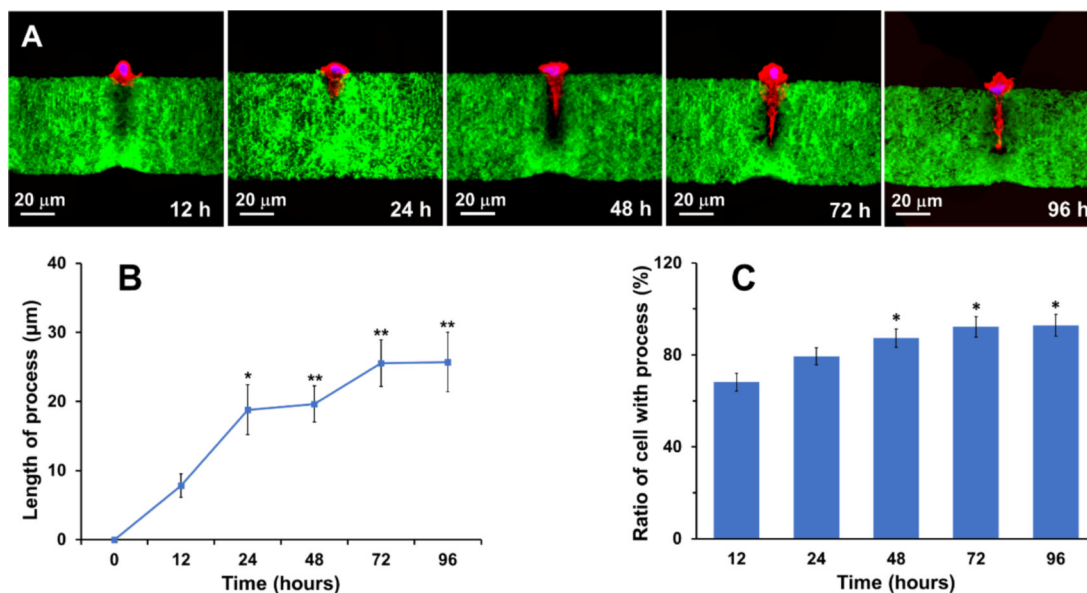 A
20 μm 12 h
20 μm 24 h
20 μm 48 h
20 μm 72 h
20 μm 96 h
B
Length of process (μm)
40
30
20
10
0
* ** ** **
0 12 24 48 72 96
Time (hours)
C
Ratio of cell with process (%)
120
80
40
0
* * *
12 24 48 72 96
Time (hours)